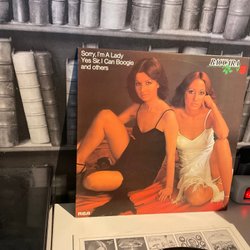 Sorry, I'm A Lady
Yes Sir, I Can Boogie
and others
BACCARA
RCA